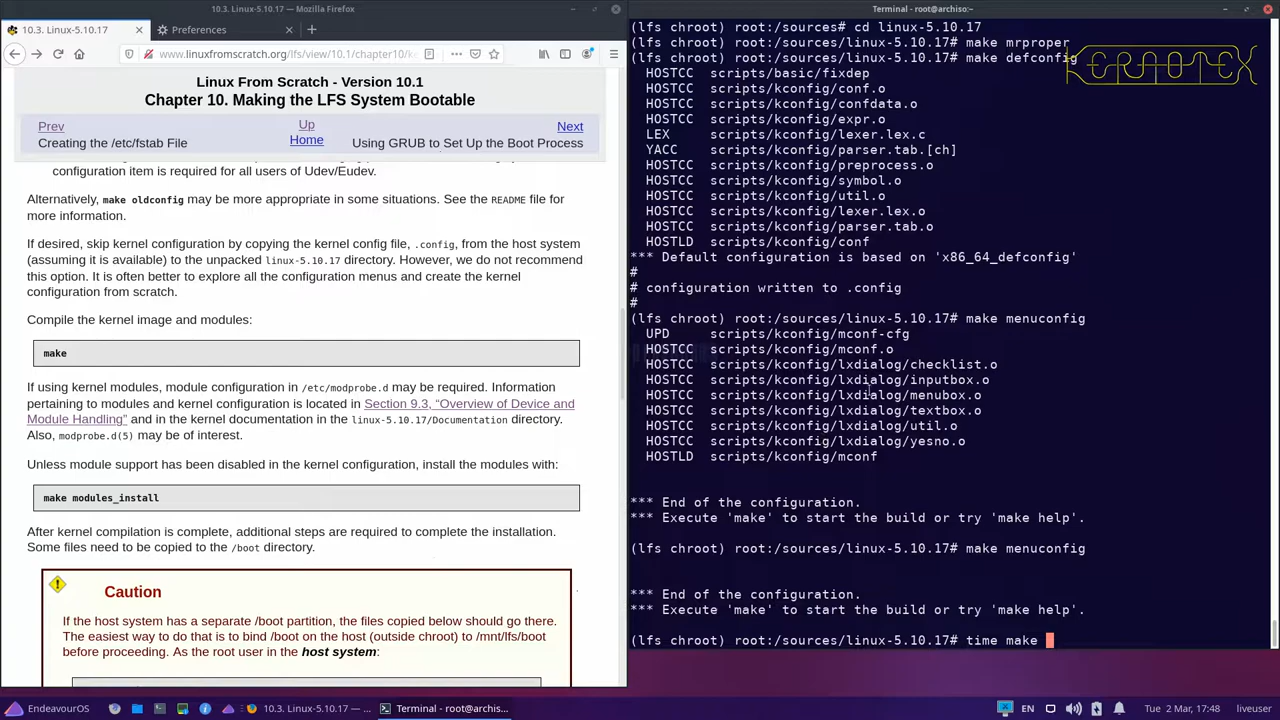 10.3. Linux-5.10.17 — Mozilla Firefox
10.3. Linux-5.10.17
Preferences
www.linuxfromscratch.org/lfs/view/10.1/chapter10/ke
Linux From Scratch - Version 10.1
Chapter 10. Making the LFS System Bootable
Prev
Up
Next
Creating the /etc/fstab File
Home
Using GRUB to Set Up the Boot Process
configuration item is required for all users of Udev/Eudev.
Alternatively, make oldconfig may be more appropriate in some situations. See the README file for
more information.
If desired, skip kernel configuration by copying the kernel config file, .config, from the host system
(assuming it is available) to the unpacked linux-5.10.17 directory. However, we do not recommend
this option. It is often better to explore all the configuration menus and create the kernel
configuration from scratch.
Compile the kernel image and modules:
make
If using kernel modules, module configuration in /etc/modprobe.d may be required. Information
pertaining to modules and kernel configuration is located in Section 9.3, “Overview of Device and
Module Handling” and in the kernel documentation in the linux-5.10.17/Documentation directory.
Also, modprobe.d(5) may be of interest.
Unless module support has been disabled in the kernel configuration, install the modules with:
make modules_install
After kernel compilation is complete, additional steps are required to complete the installation.
Some files need to be copied to the /boot directory.
Caution
If the host system has a separate /boot partition, the files copied below should go there.
The easiest way to do that is to bind /boot on the host (outside chroot) to /mnt/lfs/boot
before proceeding. As the root user in the host system:
Terminal - root@archiso:~
(lfs chroot) root:/sources# cd linux-5.10.17
(lfs chroot) root:/sources/linux-5.10.17# make mrproper
(lfs chroot) root:/sources/linux-5.10.17# make defconfig
HOSTCC scripts/basic/fixdep
HOSTCC scripts/kconfig/conf.o
HOSTCC scripts/kconfig/confdata.o
HOSTCC scripts/kconfig/expr.o
LEX scripts/kconfig/lexer.lex.c
YACC scripts/kconfig/parser.tab.[ch]
HOSTCC scripts/kconfig/preprocess.o
HOSTCC scripts/kconfig/symbol.o
HOSTCC scripts/kconfig/util.o
HOSTCC scripts/kconfig/lexer.lex.o
HOSTCC scripts/kconfig/parser.tab.o
HOSTLD scripts/kconfig/conf
*** Default configuration is based on 'x86_64_defconfig'
#
# configuration written to .config
#
(lfs chroot) root:/sources/linux-5.10.17# make menuconfig
UPD scripts/kconfig/mconf-cfg
HOSTCC scripts/kconfig/mconf.o
HOSTCC scripts/kconfig/lxdialog/checklist.o
HOSTCC scripts/kconfig/lxdialog/inputbox.o
HOSTCC scripts/kconfig/lxdialog/menubox.o
HOSTCC scripts/kconfig/lxdialog/textbox.o
HOSTCC scripts/kconfig/lxdialog/util.o
HOSTCC scripts/kconfig/lxdialog/yesno.o
HOSTLD scripts/kconfig/mconf
*** End of the configuration.
*** Execute 'make' to start the build or try 'make help'.
(lfs chroot) root:/sources/linux-5.10.17# make menuconfig
*** End of the configuration.
*** Execute 'make' to start the build or try 'make help'.
(lfs chroot) root:/sources/linux-5.10.17# time make
EndeavourOS
10.3. Linux-5.10.17 — ...
Terminal - root@archis...
EN
Tue 2 Mar, 17:48
liveuser